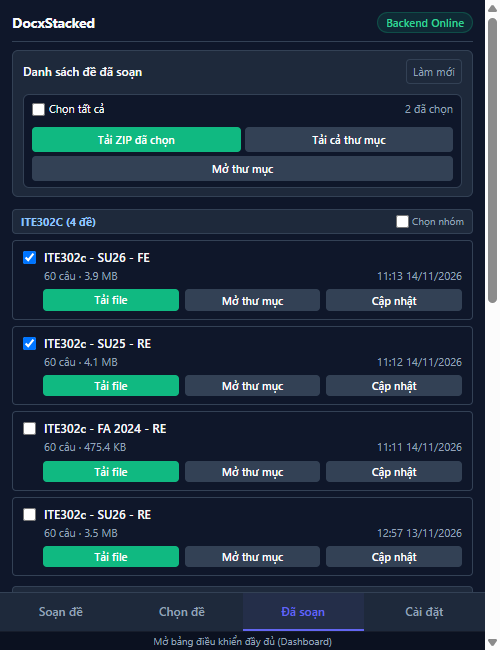 DocxStacked
Backend Online
Danh sách đề đã soạn
Làm mới
Chọn tất cả
2 đã chọn
Tải ZIP đã chọn
Tải cả thư mục
Mở thư mục
ITE302C (4 đề)
Chọn nhóm
ITE302c - SU26 - FE
60 câu · 3.9 MB
11:13 14/11/2026
Tải file
Mở thư mục
Cập nhật
ITE302c - SU25 - RE
60 câu · 4.1 MB
11:12 14/11/2026
Tải file
Mở thư mục
Cập nhật
ITE302c - FA 2024 - RE
60 câu · 475.4 KB
11:11 14/11/2026
Tải file
Mở thư mục
Cập nhật
ITE302c - SU26 - RE
60 câu · 3.5 MB
12:57 13/11/2026
Tải file
Mở thư mục
Cập nhật
Soạn đề
Chọn đề
Đã soạn
Cài đặt
Mở bảng điều khiển đầy đủ (Dashboard)